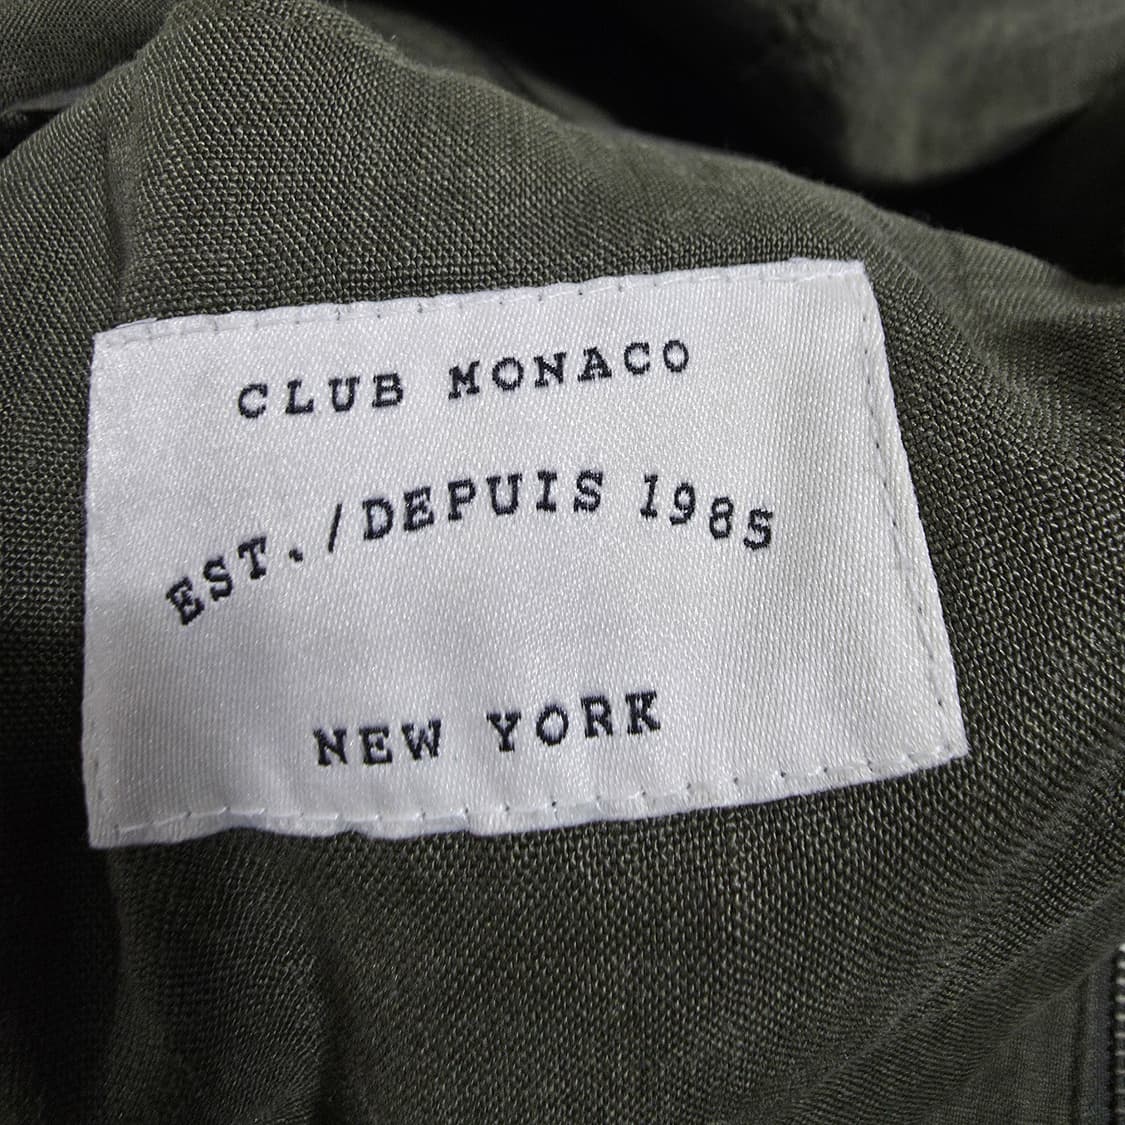 CLUB MONACO
EST./DEPUIS 1985
NEW YORK